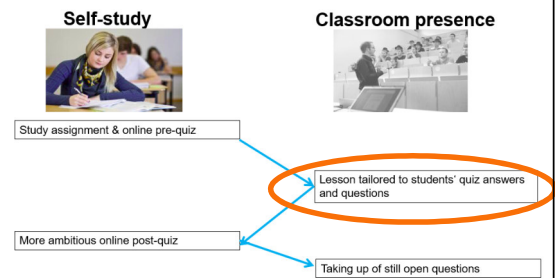 Self-study
Classroom presence
Study assignment & online pre-quiz
Lesson tailored to students' quiz answers
and questions
More ambitious online post-quiz
Taking up of still open questions